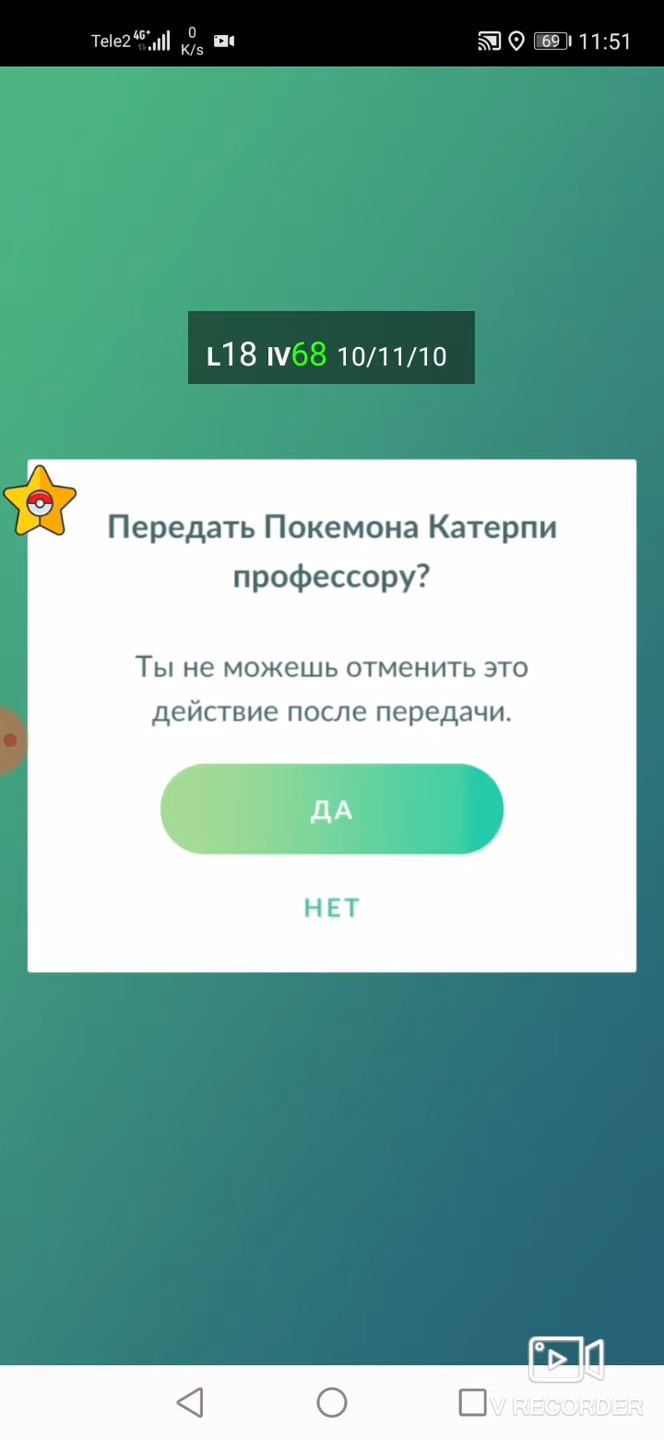 Tele2 4G+ 0 K/s 69 11:51
L18 IV68 10/11/10
Передать Покемона Катерпи
профессору?
Ты не можешь отменить это
действие после передачи.
ДА
НЕТ
V RECORDER